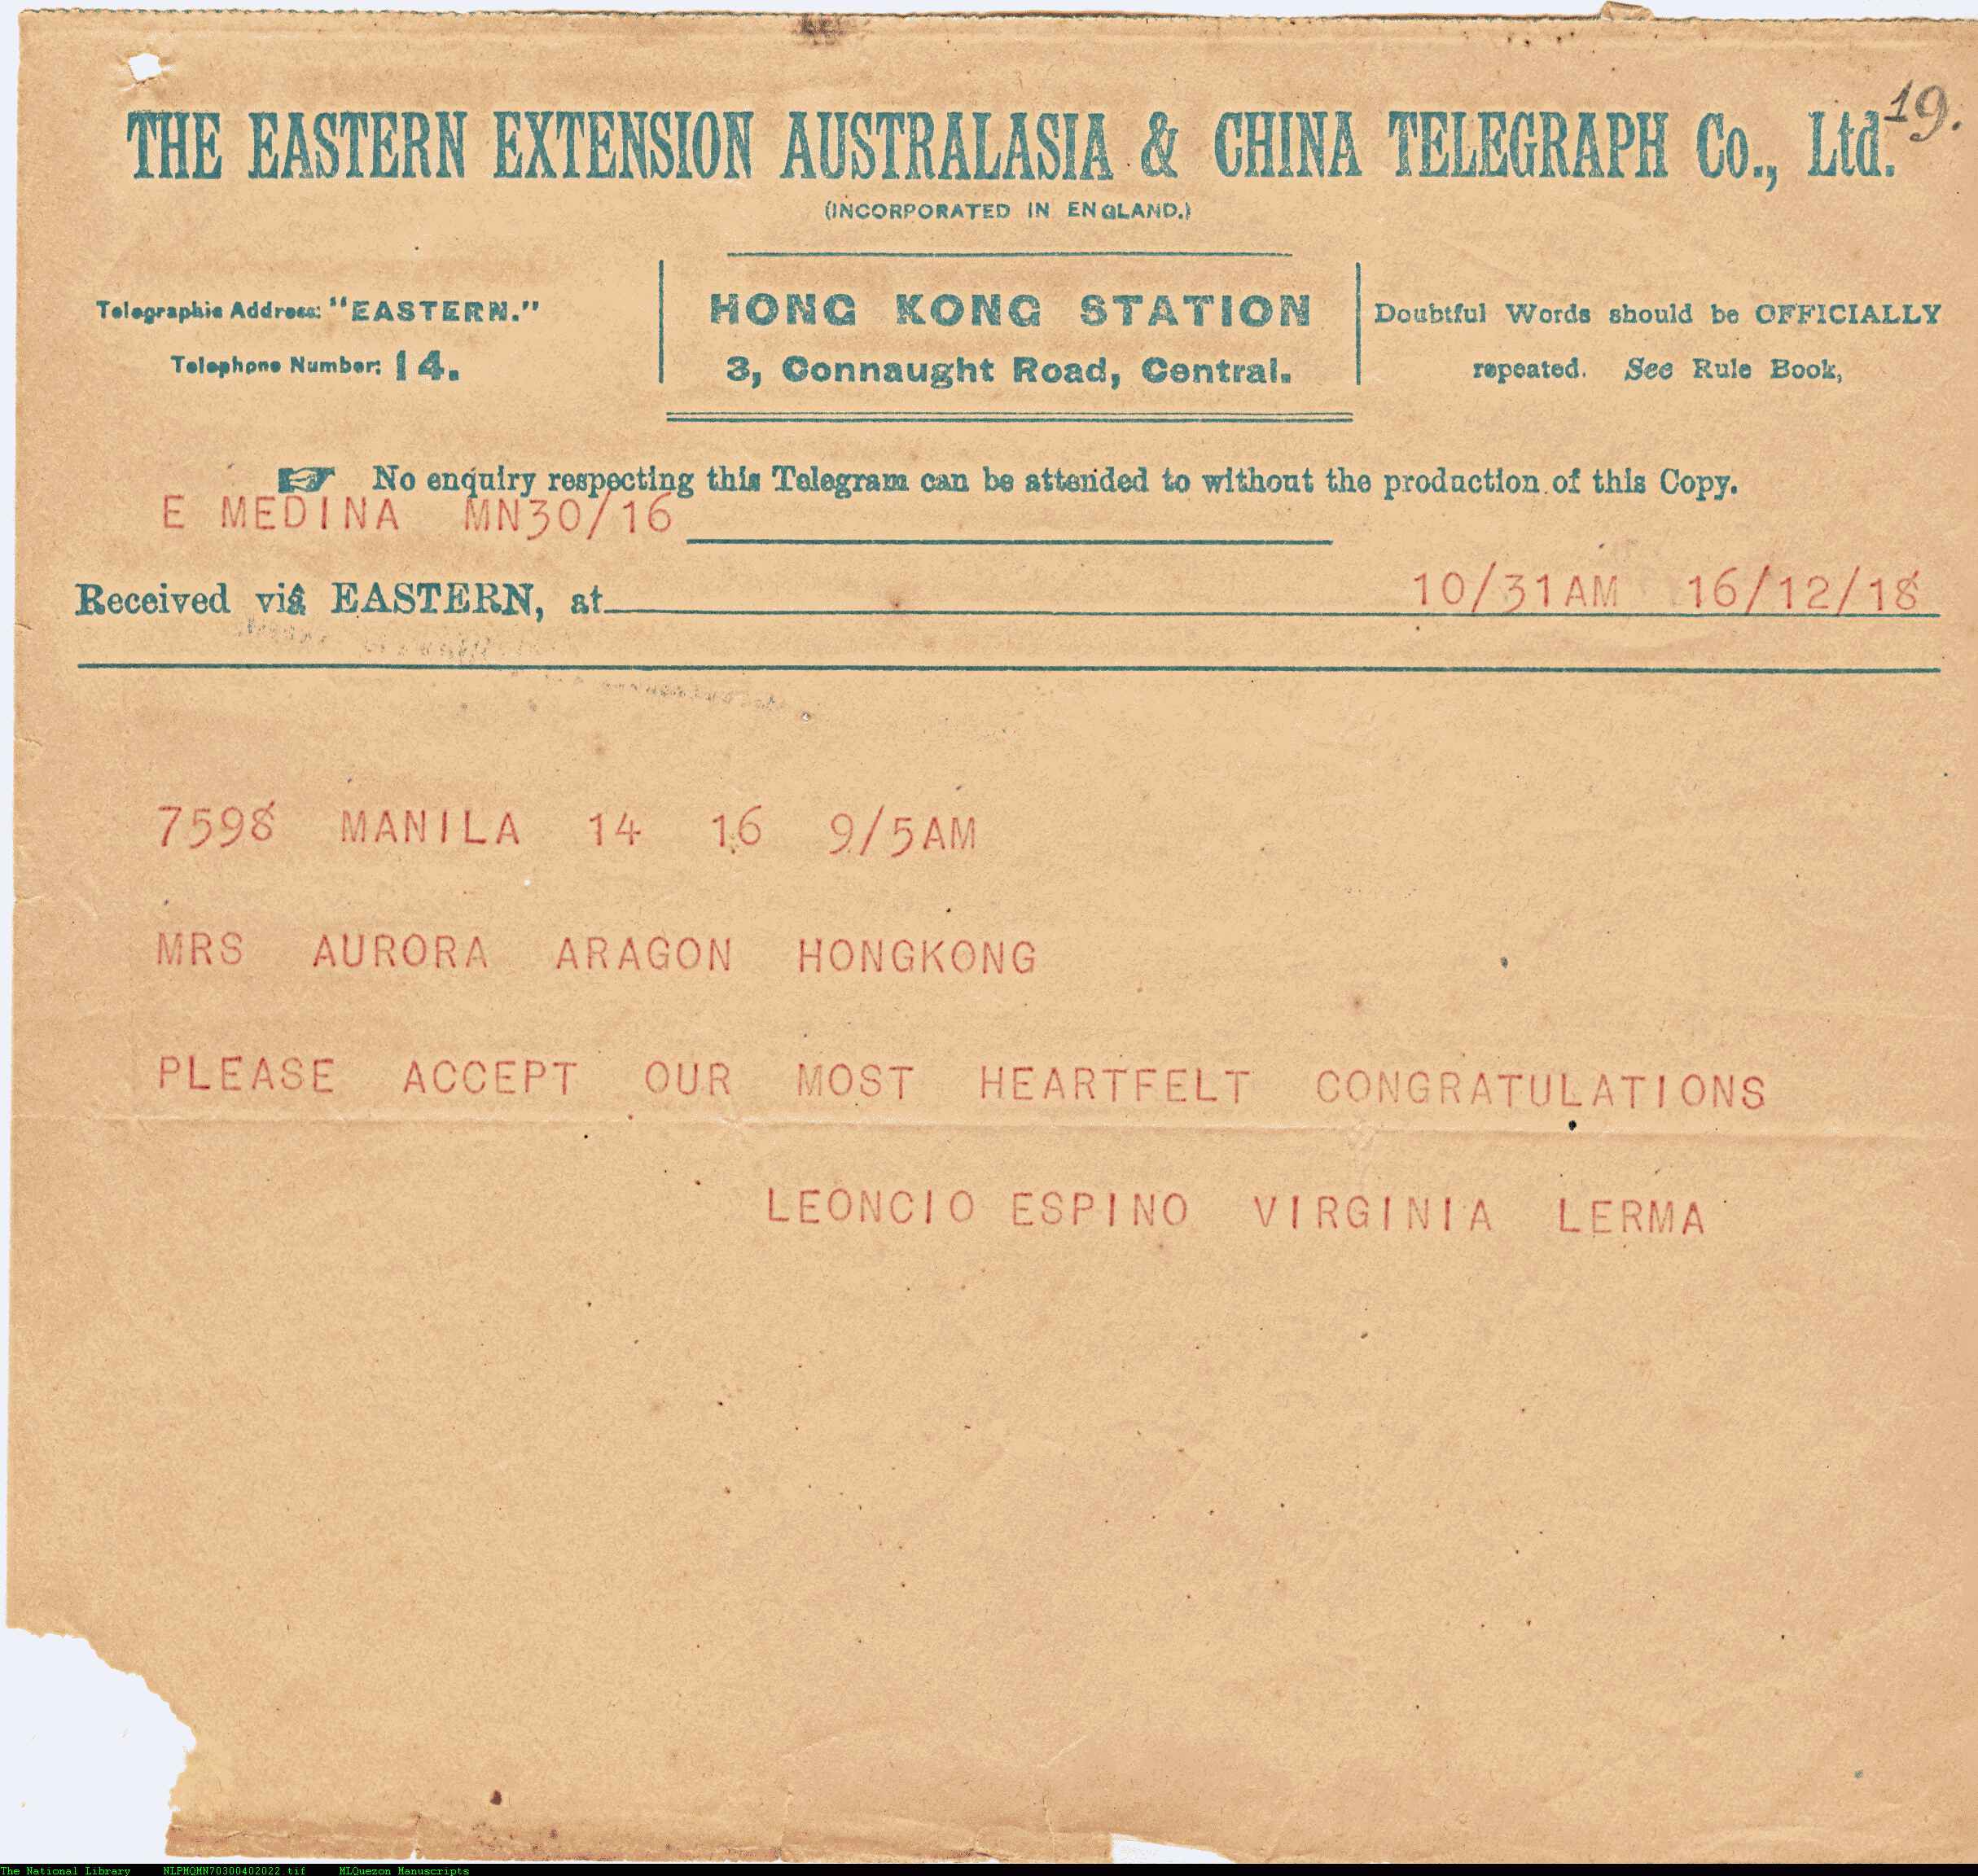 19.
THE EASTERN EXTENSION AUSTRALASIA & CHINA TELEGRAPH Co., Ltd.
(INCORPORATED IN ENGLAND.)
Telegraphic Address: "EASTERN."
Telephone Number: 14.
HONG KONG STATION
3, Connaught Road, Central.
Doubtful Words should be OFFICIALLY
repeated. See Rule Book,
No enquiry respecting this Telegram can be attended to without the production of this Copy.
E MEDINA MN30/16
Received viâ EASTERN, at 10/31AM 16/12/18
7598 MANILA 14 16 9/5AM
MRS AURORA ARAGON HONGKONG
PLEASE ACCEPT OUR MOST HEARTFELT CONGRATULATIONS
LEONCIO ESPINO VIRGINIA LERMA
The National Library NLPMQMN70300402022.tif MLQuezon Manuscripts